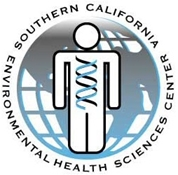 SOUTHERN CALIFORNIA
ENVIRONMENTAL HEALTH SCIENCES CENTER